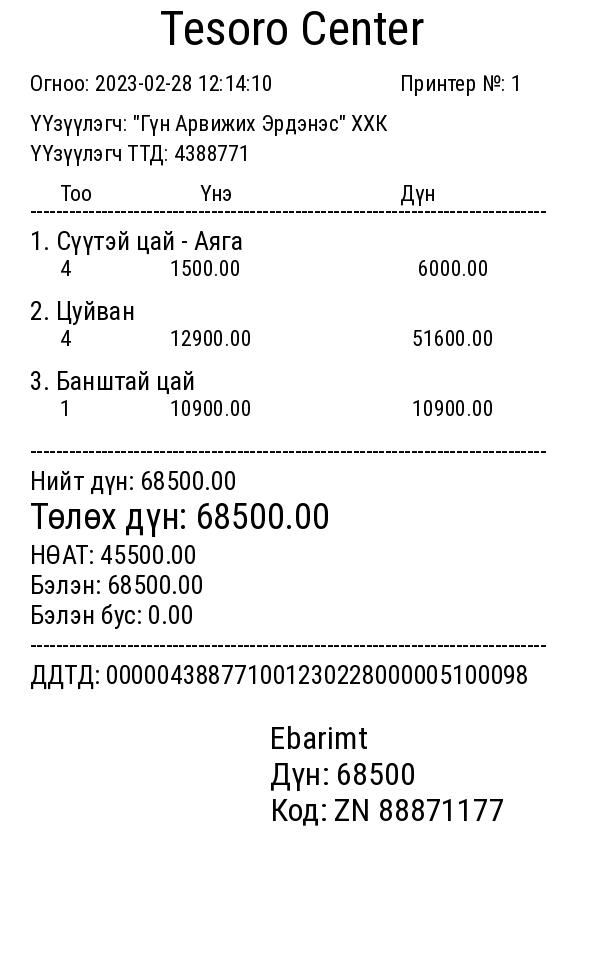 Tesoro Center
Огноо: 2023-02-28 12:14:10 Принтер №: 1
ҮҮзүүлэгч: "Гүн Арвижих Эрдэнэс" ХХК
ҮҮзүүлэгч ТТД: 4388771
Тоо Үнэ Дүн
1. Сүүтэй цай - Аяга
4 1500.00 6000.00
2. Цуйван
4 12900.00 51600.00
3. Банштай цай
1 10900.00 10900.00
Нийт дүн: 68500.00
Төлөх дүн: 68500.00
НӨАТ: 45500.00
Бэлэн: 68500.00
Бэлэн бус: 0.00
ДДТД: 000004388771001230228000005100098
Ebarimt
Дүн: 68500
Код: ZN 88871177